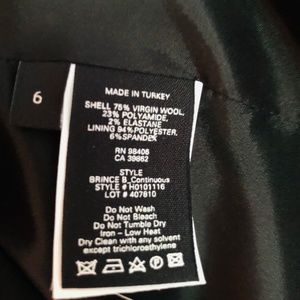 6
MADE IN TURKEY
SHELL 75% VIRGIN WOOL,
23% POLYAMIDE,
2% ELASTANE
LINING 94%POLYESTER,
6%SPANDEX
RN 98406
CA 39862
STYLE
BRINCE B_Continuous
STYLE # H0101116
LOT # 407810
Do Not Wash
Do Not Bleach
Do Not Tumble Dry
Iron – Low Heat
Dry Clean with any solvent
except trichloroethylene